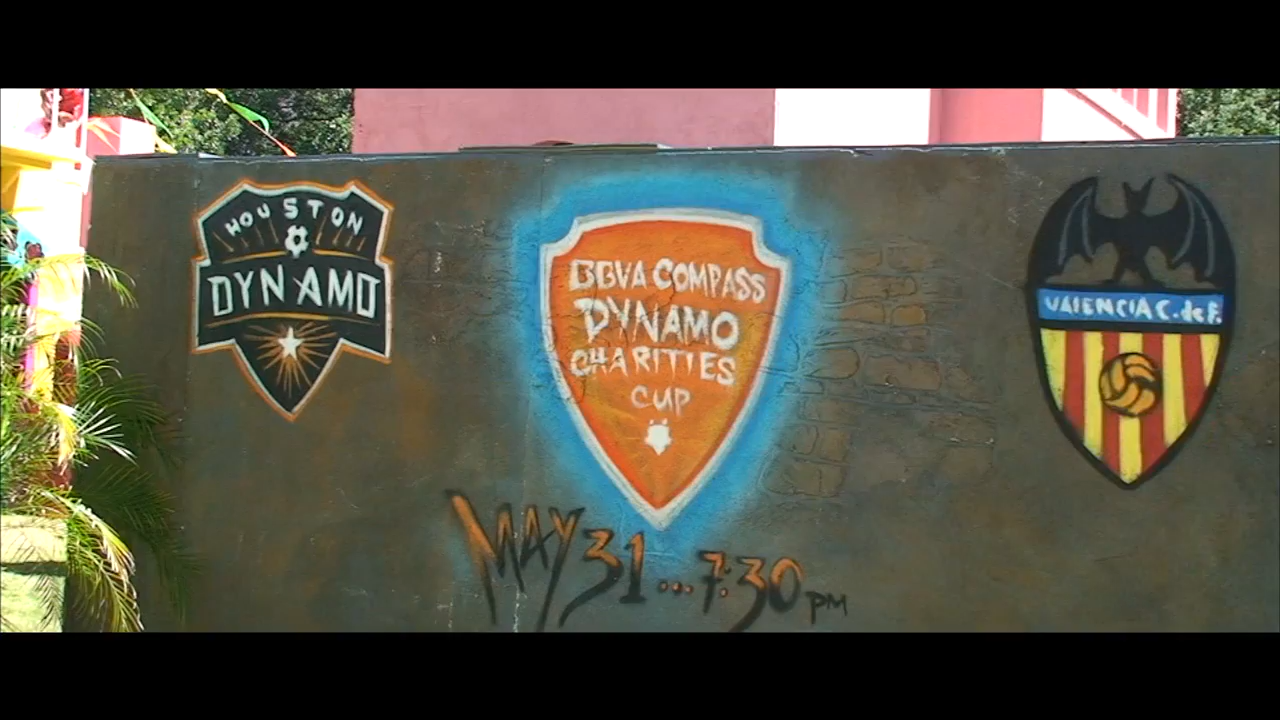 HOUSTON
DYNAMO
BBVA COMPASS
DYNAMO
CHARITIES
CUP
VALENCIA C. de F.
MAY 31...7:30 PM